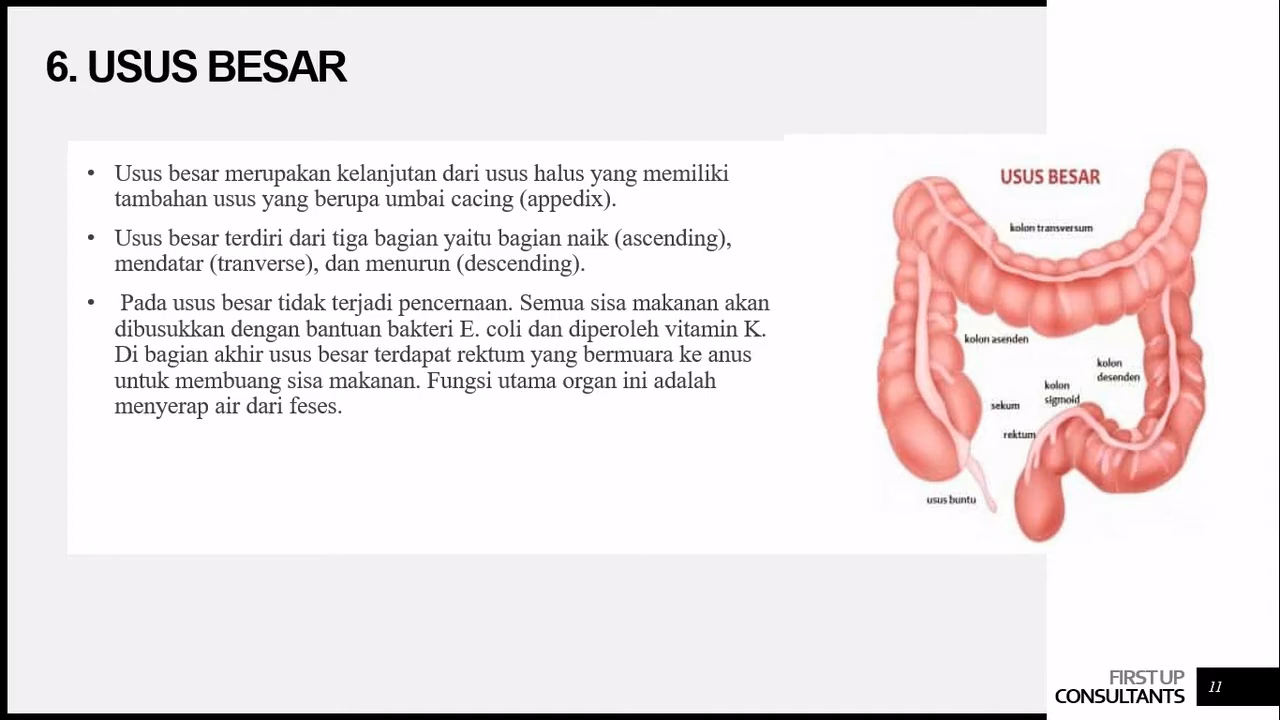 6. USUS BESAR
• Usus besar merupakan kelanjutan dari usus halus yang memiliki
tambahan usus yang berupa umbai cacing (appedix).
• Usus besar terdiri dari tiga bagian yaitu bagian naik (ascending),
mendatar (tranverse), dan menurun (descending).
• Pada usus besar tidak terjadi pencernaan. Semua sisa makanan akan
dibusukkan dengan bantuan bakteri E. coli dan diperoleh vitamin K.
Di bagian akhir usus besar terdapat rektum yang bermuara ke anus
untuk membuang sisa makanan. Fungsi utama organ ini adalah
menyerap air dari feses.
USUS BESAR
kolon transversum
kolon asenden
kolon
desenden
kolon
sigmoid
sekum
rektum
usus buntu
FIRST UP
CONSULTANTS
11